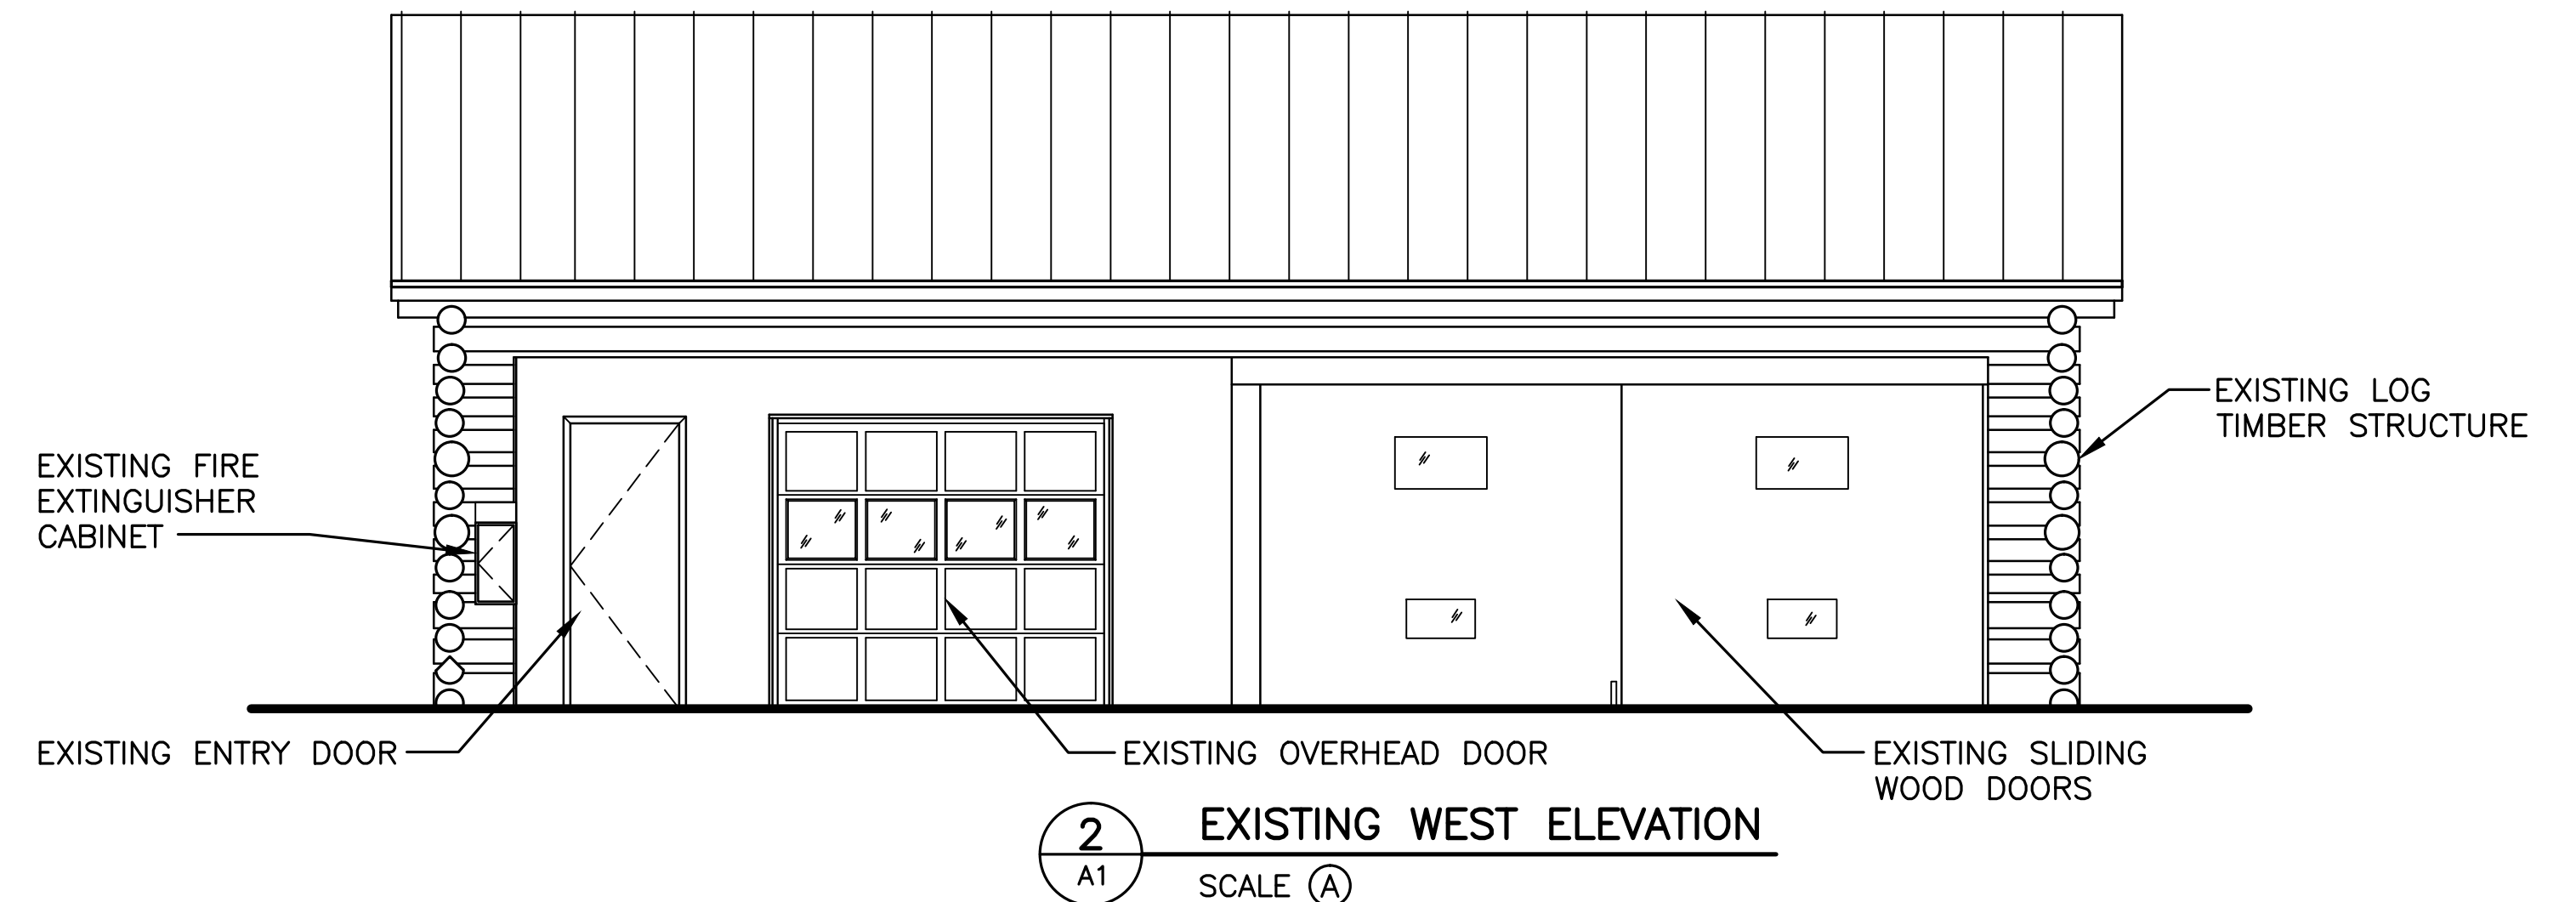 EXISTING LOG
TIMBER STRUCTURE
EXISTING FIRE
EXTINGUISHER
CABINET
EXISTING ENTRY DOOR
EXISTING OVERHEAD DOOR
EXISTING SLIDING
WOOD DOORS
2
A1
EXISTING WEST ELEVATION
SCALE A